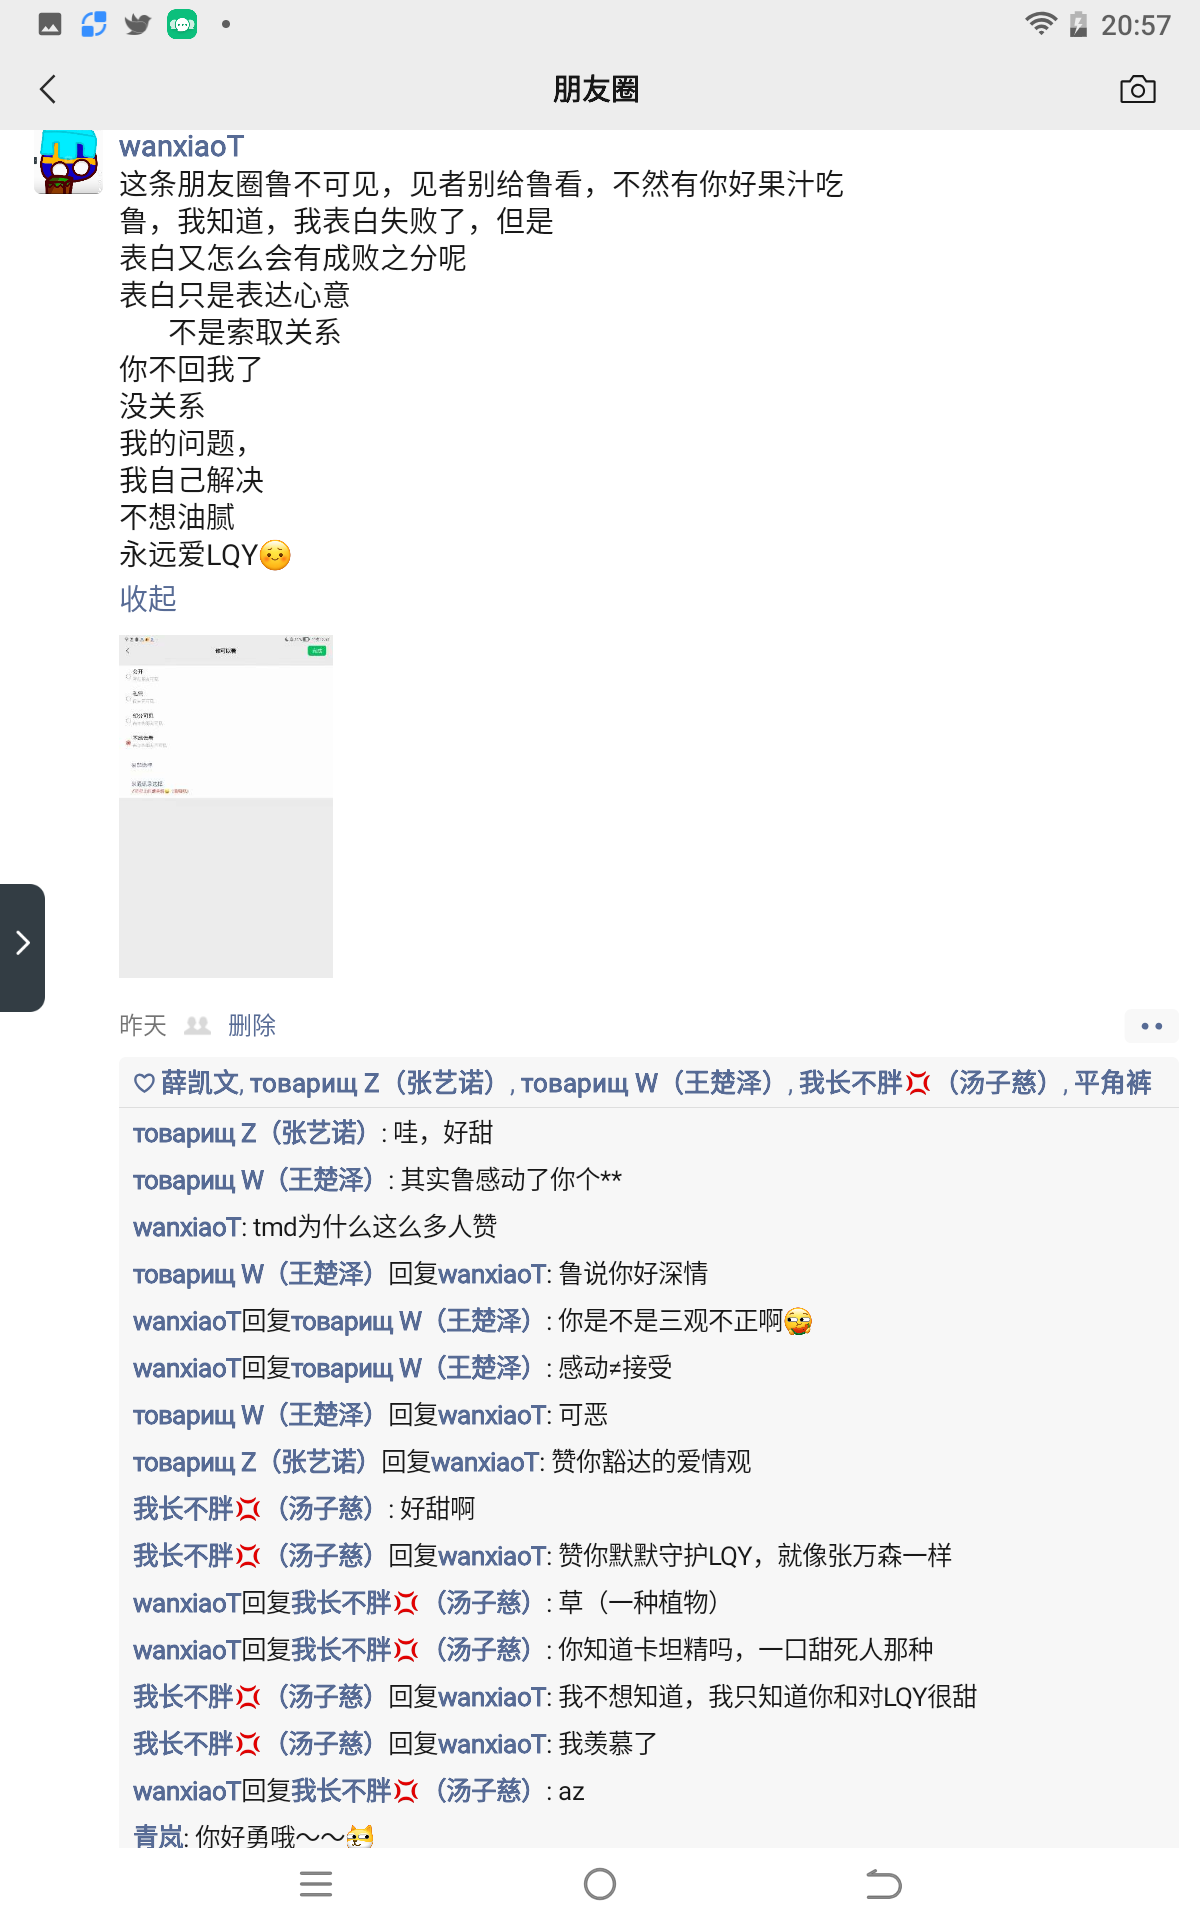 20:57
朋友圈
wanxiaoT
这条朋友圈鲁不可见，见者别给鲁看，不然有你好果汁吃
鲁，我知道，我表白失败了，但是
表白又怎么会有成败之分呢
表白只是表达心意
不是索取关系
你不回我了
没关系
我的问题，
我自己解决
不想油腻
永远爱LQY
收起
公开
昨天 删除
薛凯文, товарищ Z（张艺诺）, товарищ W（王楚泽）, 我长不胖💢（汤子慈）, 平角裤
товарищ Z（张艺诺）: 哇，好甜
товарищ W（王楚泽）: 其实鲁感动了你个**
wanxiaoT: tmd为什么这么多人赞
товарищ W（王楚泽）回复wanxiaoT: 鲁说你好深情
wanxiaoT回复товарищ W（王楚泽）: 你是不是三观不正啊
wanxiaoT回复товарищ W（王楚泽）: 感动≠接受
товарищ W（王楚泽）回复wanxiaoT: 可恶
товарищ Z（张艺诺）回复wanxiaoT: 赞你豁达的爱情观
我长不胖💢（汤子慈）: 好甜啊
我长不胖💢（汤子慈）回复wanxiaoT: 赞你默默守护LQY，就像张万森一样
wanxiaoT回复我长不胖💢（汤子慈）: 草（一种植物）
wanxiaoT回复我长不胖💢（汤子慈）: 你知道卡坦精吗，一口甜死人那种
我长不胖💢（汤子慈）回复wanxiaoT: 我不想知道，我只知道你和对LQY很甜
我长不胖💢（汤子慈）回复wanxiaoT: 我羡慕了
wanxiaoT回复我长不胖💢（汤子慈）: az
青岚: 你好勇哦～～